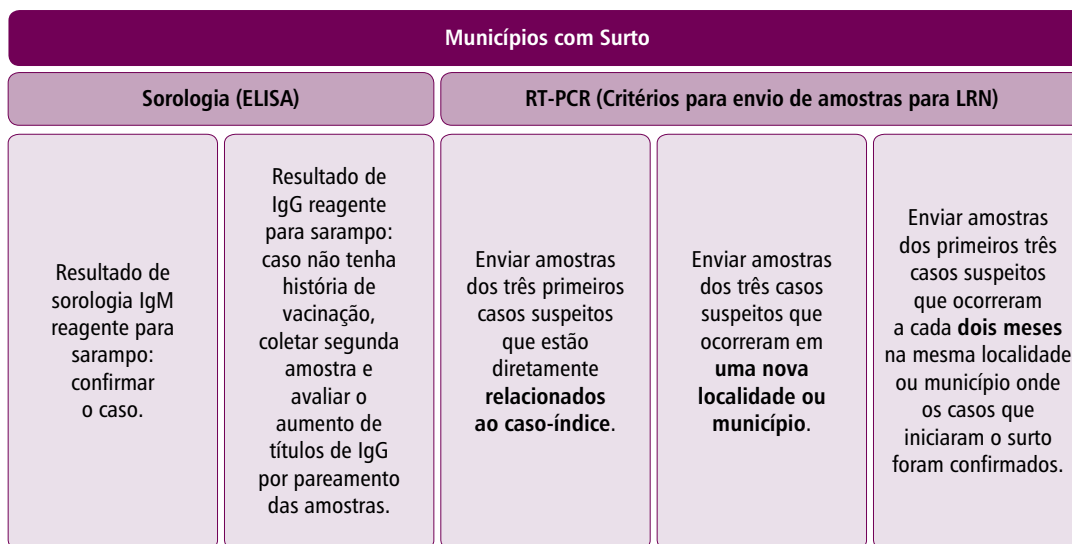 Municípios com Surto
Sorologia (ELISA)
RT-PCR (Critérios para envio de amostras para LRN)
Resultado de
sorologia IgM
reagente para
sarampo:
confirmar
o caso.
Resultado de
IgG reagente
para sarampo:
caso não tenha
história de
vacinação,
coletar segunda
amostra e
avaliar o
aumento de
títulos de IgG
por pareamento
das amostras.
Enviar amostras
dos três primeiros
casos suspeitos
que estão
diretamente
relacionados
ao caso-índice.
Enviar amostras
dos três casos
suspeitos que
ocorreram em
uma nova
localidade ou
município.
Enviar amostras
dos primeiros três
casos suspeitos
que ocorreram
a cada dois meses
na mesma localidade
ou município onde
os casos que
iniciaram o surto
foram confirmados.